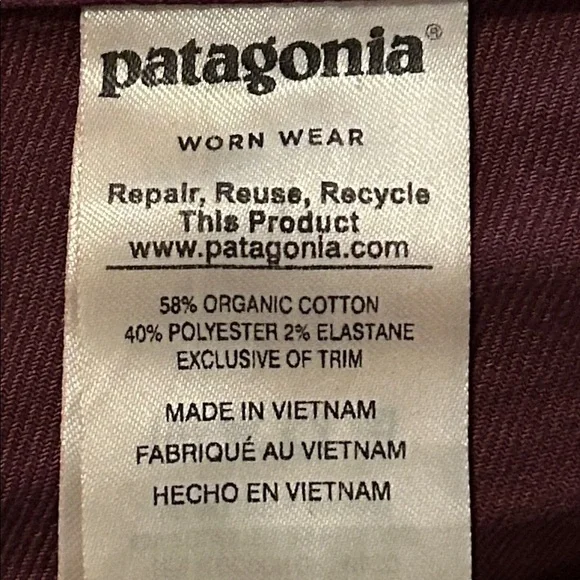 patagonia®
WORN WEAR
Repair, Reuse, Recycle
This Product
www.patagonia.com
58% ORGANIC COTTON
40% POLYESTER 2% ELASTANE
EXCLUSIVE OF TRIM
MADE IN VIETNAM
FABRIQUÉ AU VIETNAM
HECHO EN VIETNAM